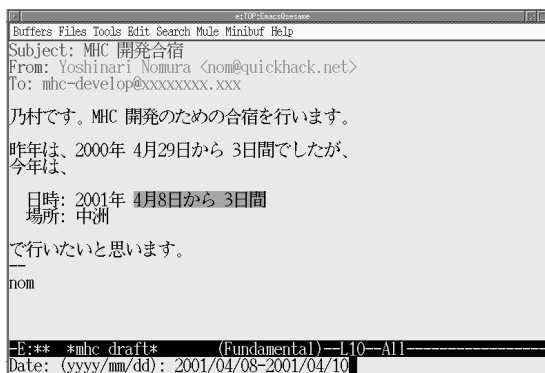 e:TOP:Emacs@sesame
Buffers Files Tools Edit Search Mule Minibuf Help
Subject: MHC 開発合宿
From: Yoshinari Nomura <nom@quickhack.net>
To: mhc-develop@xxxxxxxx.xxx
乃村です。MHC 開発のための合宿を行います。
昨年は、2000年 4月29日から 3日間でしたが、
今年は、
日時: 2001年 4月8日から 3日間
場所: 中洲
で行いたいと思います。
--
nom
-E:** *mhc draft* (Fundamental)--L10--All----------------
Date: (yyyy/mm/dd): 2001/04/08-2001/04/10